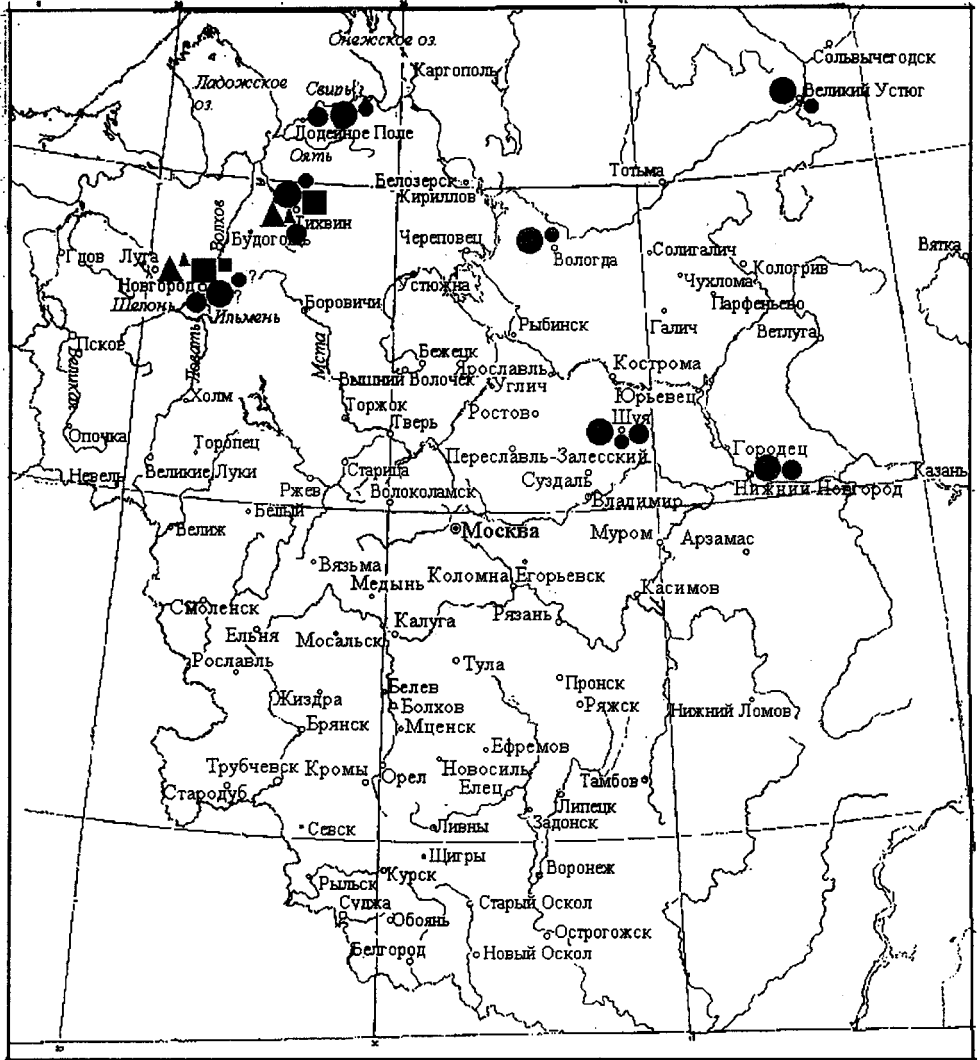 Онежское оз.
Сольвычегодск
Каргополь
Ладожское
оз.
Свирь
Великий Устюг
Лодейное Поле
Оять
Тотьма
Белозерск
Кириллов
Тихвин
Волхов
Будогощь
Череповец
Вологда
Солигалич
Вятка
Гдов
Луга
?
Кологрив
Чухлома
Новгород
?
Устюжна
Парфеньево
Шелонь
Ильмень
Боровичи
Рыбинск
Галич
Ветлуга
Псков
Великая
Ловать
Мста
Бежецк
Ярославль
Кострома
Вышний Волочек
Углич
Юрьевец
Холм
Торжок
Ростов
Шуя
Тверь
Опочка
Торопец
Переславль-Залесский
Городец
Невель
Великие Луки
Старица
Суздаль
Казань
Ржев
Волоколамск
Владимир
Нижний Новгород
Белый
Велиж
Москва
Муром
Арзамас
Вязьма
Медынь
Коломна
Егорьевск
Касимов
Смоленск
Рязань
Ельня
Мосальск
Калуга
Рославль
Тула
Пронск
Жиздра
Белев
Болхов
Ряжск
Нижний Ломов
Брянск
Мценск
Ефремов
Трубчевск
Кромы
Орел
Новосиль
Тамбов
Стародуб
Елец
Липецк
Севск
Ливны
Задонск
Щигры
Воронеж
Рыльск
Курск
Суджа
Обоянь
Старый Оскол
Острогожск
Белгород
Новый Оскол